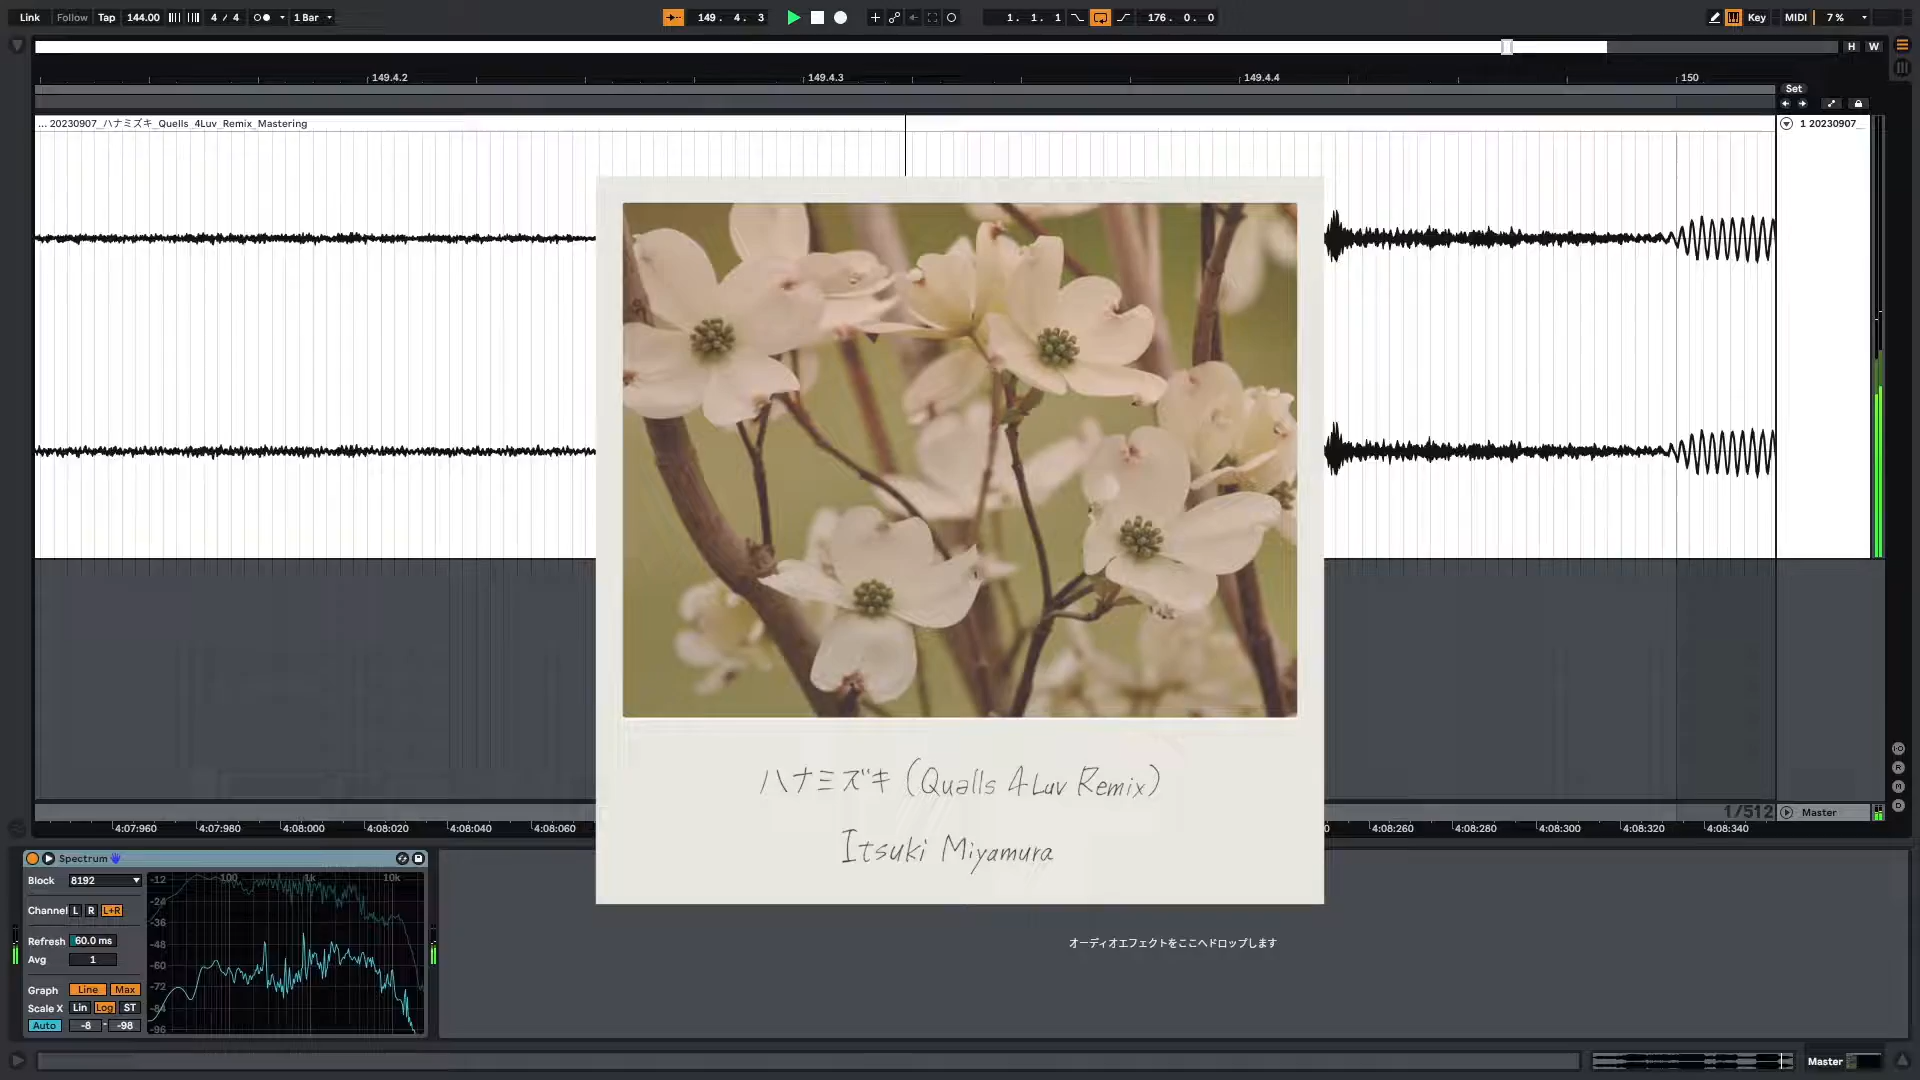 Link Follow Tap 144.00 4 / 4 1 Bar 149. 4. 3 1. 1. 1 176. 0. 0 Key MIDI 7 %
H W
149.4.2 149.4.3 149.4.4 150
Set
... 20230907_ハナミズキ_Quells_4Luv_Remix_Mastering
1 20230907_
ハナミズキ (Qualls 4Luv Remix)
Itsuki Miyamura
1/512
Master
4:07:960 4:07:980 4:08:000 4:08:020 4:08:040 4:08:060 0 4:08:260 4:08:280 4:08:300 4:08:320 4:08:340
Spectrum
Block 8192
Channel L R L+R
Refresh 60.0 ms
Avg 1
Graph Line Max
Scale X Lin Log ST
Auto -8 - -98
100 1k 10k
-12
-24
-36
-48
-60
-72
-84
-96
オーディオエフェクトをここへドロップします
I/O
R
M
D
Master